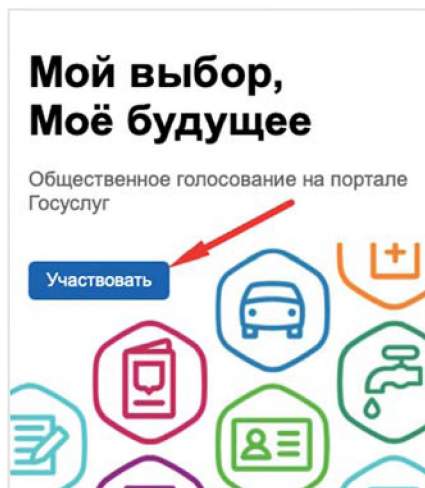 Мой выбор,
Моё будущее
Общественное голосование на портале
Госуслуг
Участвовать